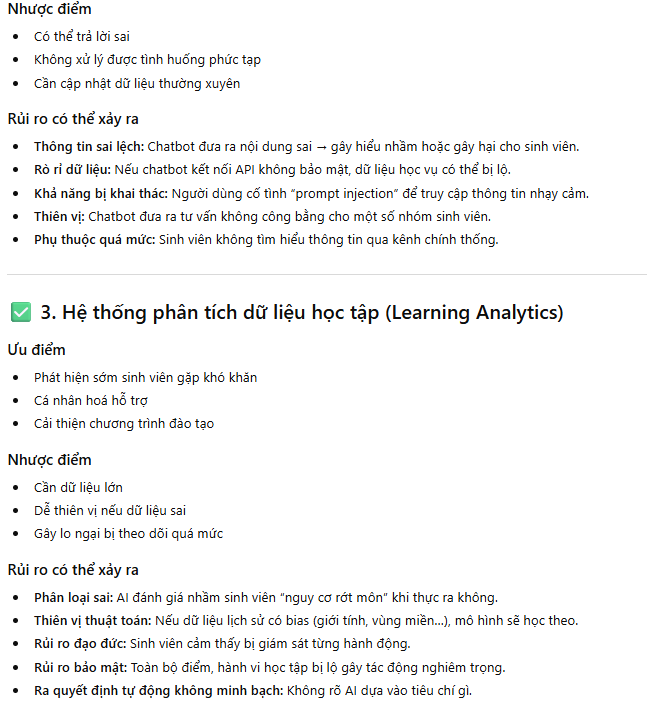 Nhược điểm
• Có thể trả lời sai
• Không xử lý được tình huống phức tạp
• Cần cập nhật dữ liệu thường xuyên
Rủi ro có thể xảy ra
• Thông tin sai lệch: Chatbot đưa ra nội dung sai → gây hiểu nhầm hoặc gây hại cho sinh viên.
• Rò rỉ dữ liệu: Nếu chatbot kết nối API không bảo mật, dữ liệu học vụ có thể bị lộ.
• Khả năng bị khai thác: Người dùng cố tình “prompt injection” để truy cập thông tin nhạy cảm.
• Thiên vị: Chatbot đưa ra tư vấn không công bằng cho một số nhóm sinh viên.
• Phụ thuộc quá mức: Sinh viên không tìm hiểu thông tin qua kênh chính thống.
✅ 3. Hệ thống phân tích dữ liệu học tập (Learning Analytics)
Ưu điểm
• Phát hiện sớm sinh viên gặp khó khăn
• Cá nhân hoá hỗ trợ
• Cải thiện chương trình đào tạo
Nhược điểm
• Cần dữ liệu lớn
• Dễ thiên vị nếu dữ liệu sai
• Gây lo ngại bị theo dõi quá mức
Rủi ro có thể xảy ra
• Phân loại sai: AI đánh giá nhầm sinh viên “nguy cơ rớt môn” khi thực ra không.
• Thiên vị thuật toán: Nếu dữ liệu lịch sử có bias (giới tính, vùng miền...), mô hình sẽ học theo.
• Rủi ro đạo đức: Sinh viên cảm thấy bị giám sát từng hành động.
• Rủi ro bảo mật: Toàn bộ điểm, hành vi học tập bị lộ gây tác động nghiêm trọng.
• Ra quyết định tự động không minh bạch: Không rõ AI dựa vào tiêu chí gì.